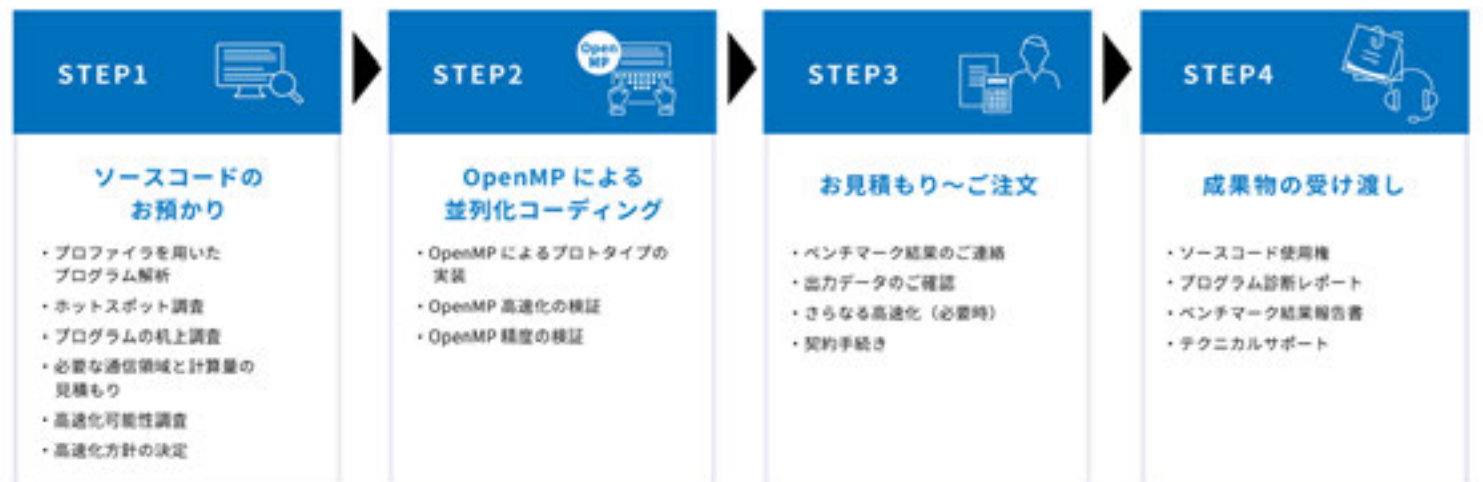 STEP1
ソースコードの
お預かり
・プロファイラを用いた
プログラム解析
・ホットスポット調査
・プログラムの机上調査
・必要な通信領域と計算量の
見積もり
・高速化可能性調査
・高速化方針の決定
STEP2
Open
MP
OpenMP による
並列化コーディング
・OpenMP によるプロトタイプの
実装
・OpenMP 高速化の検証
・OpenMP 精度の検証
STEP3
お見積もり～ご注文
・ベンチマーク結果のご連絡
・出力データのご確認
・さらなる高速化（必要時）
・契約手続き
STEP4
成果物の受け渡し
・ソースコード使用権
・プログラム診断レポート
・ベンチマーク結果報告書
・テクニカルサポート